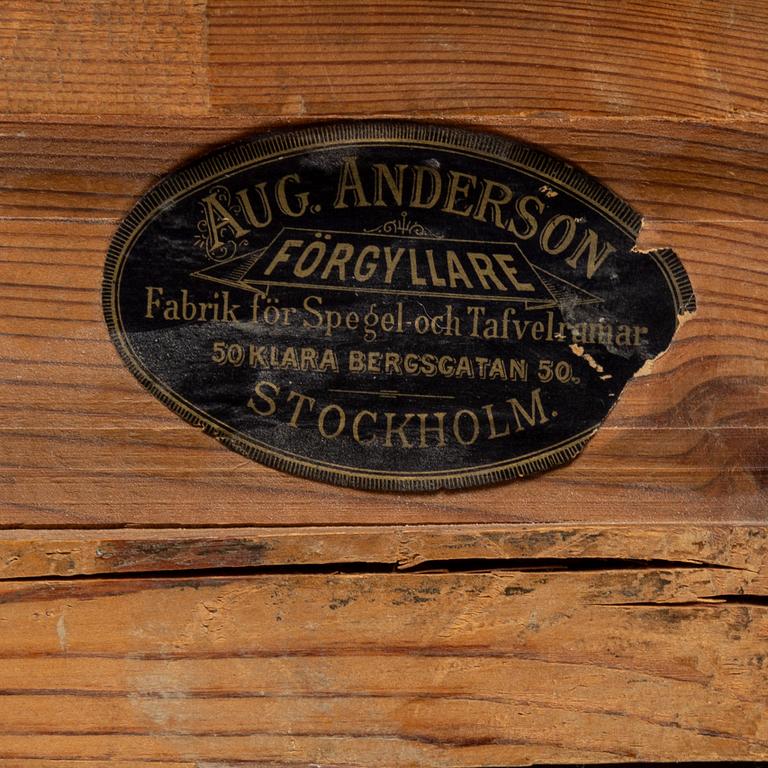 AUG. ANDERSON
FÖRGYLLARE
Fabrik för Spegel-och Tafvelramar
50 KLARA BERGSGATAN 50.
STOCKHOLM.